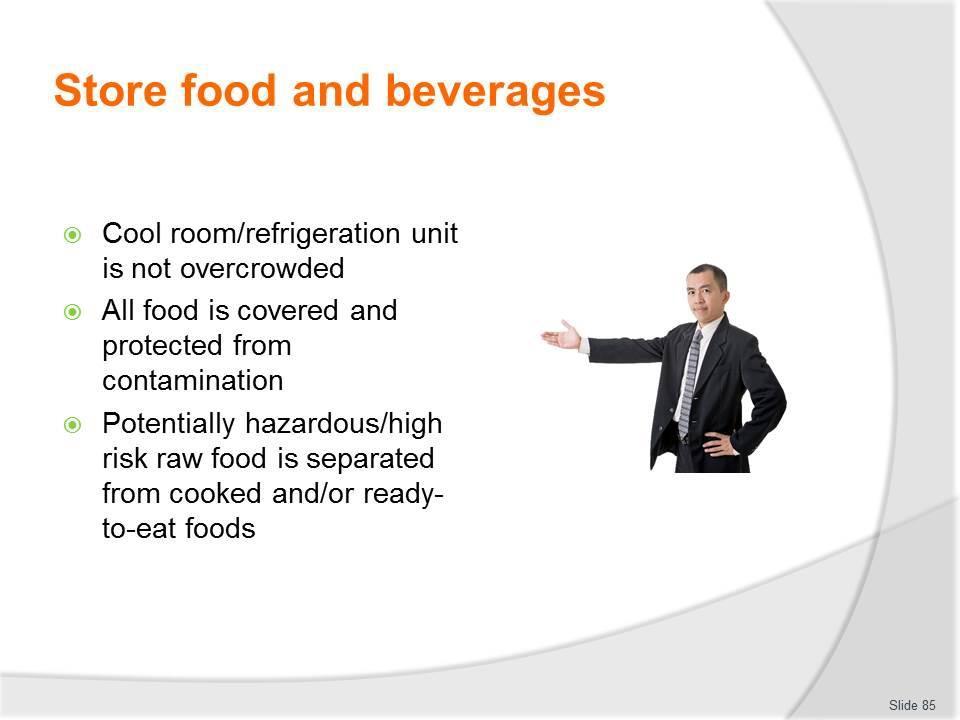 Store food and beverages
Cool room/refrigeration unit
is not overcrowded
All food is covered and
protected from
contamination
Potentially hazardous/high
risk raw food is separated
from cooked and/or ready-
to-eat foods
Slide 85